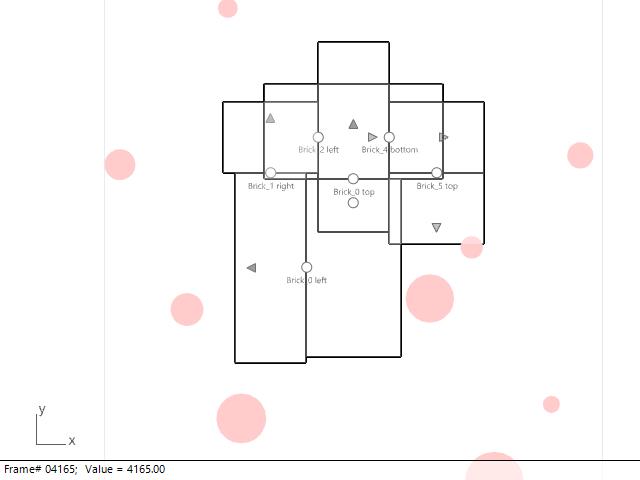 Brick_2 left
Brick_4 bottom
Brick_1 right
Brick_0 top
Brick_5 top
Brick_0 left
y
x
Frame# 04165; Value = 4165.00